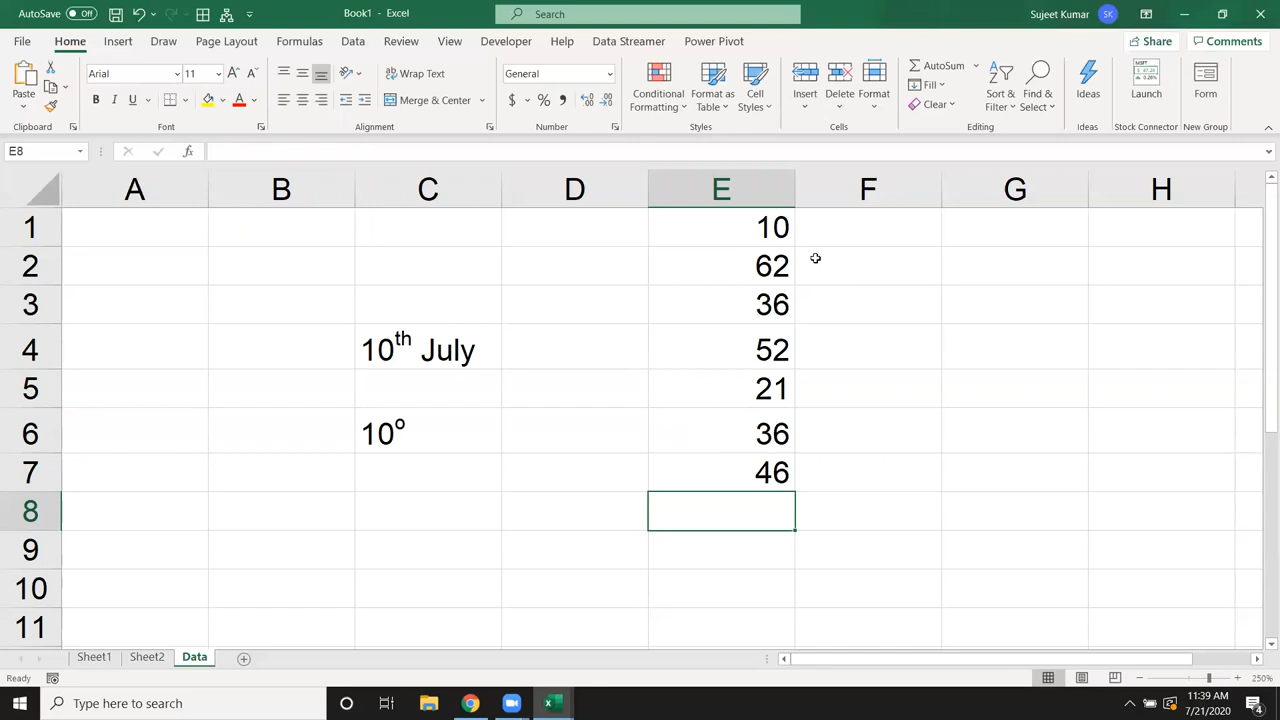 AutoSave Off Book1 - Excel Search Sujeet Kumar SK
File Home Insert Draw Page Layout Formulas Data Review View Developer Help Data Streamer Power Pivot Share Comments
Paste Arial 11 Wrap Text General Conditional Formatting Format as Table Cell Styles Insert Delete Format AutoSum Fill Clear Sort & Filter Find & Select Ideas Launch Form
B I U A Merge & Center $ % ,
Clipboard Font Alignment Number Styles Cells Editing Ideas Stock Connector New Group
E8 fx
A B C D E F G H
1 10
2 62
3 36
4 10th July 52
5 21
6 10o 36
7 46
8
9
10
11
Sheet1 Sheet2 Data
Ready 250%
Type here to search 11:39 AM
7/21/2020